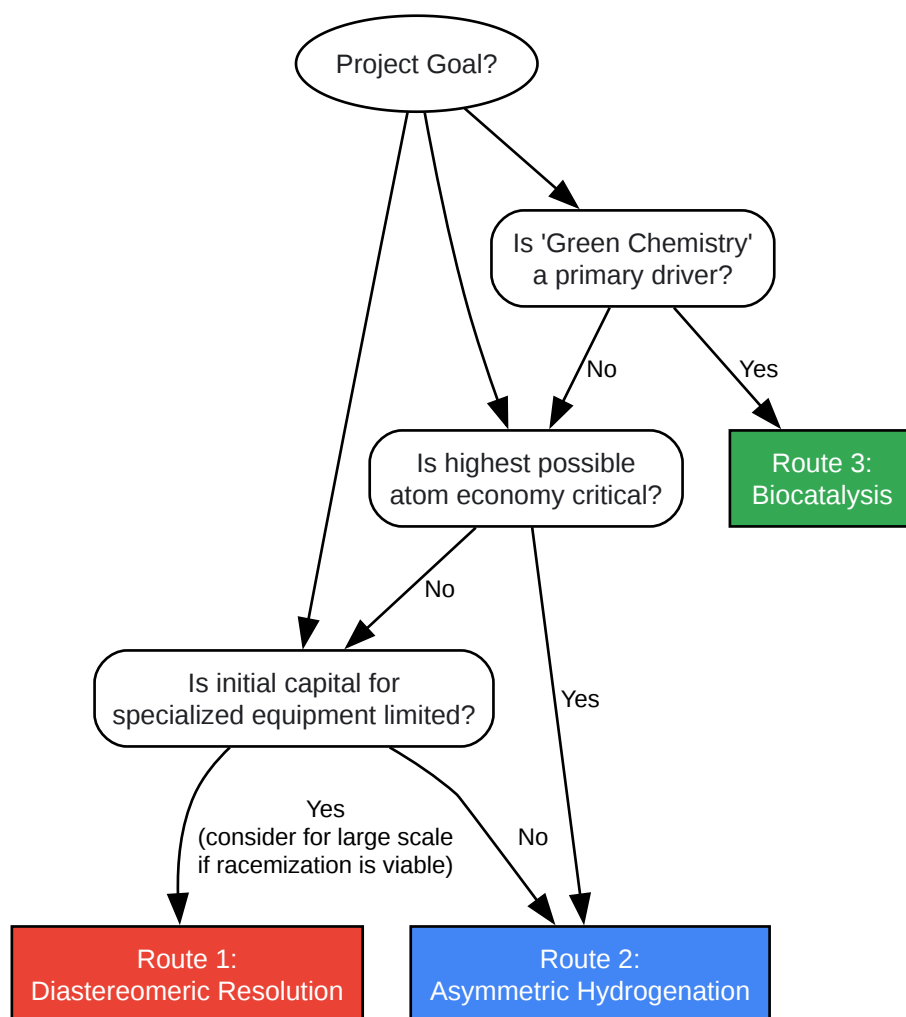 Project Goal?
Is 'Green Chemistry'
a primary driver?
No
Yes
Is highest possible
atom economy critical?
Route 3:
Biocatalysis
No
Is initial capital for
specialized equipment limited?
Yes
Yes
(consider for large scale
if racemization is viable)
No
Route 1:
Diastereomeric Resolution
Route 2:
Asymmetric Hydrogenation